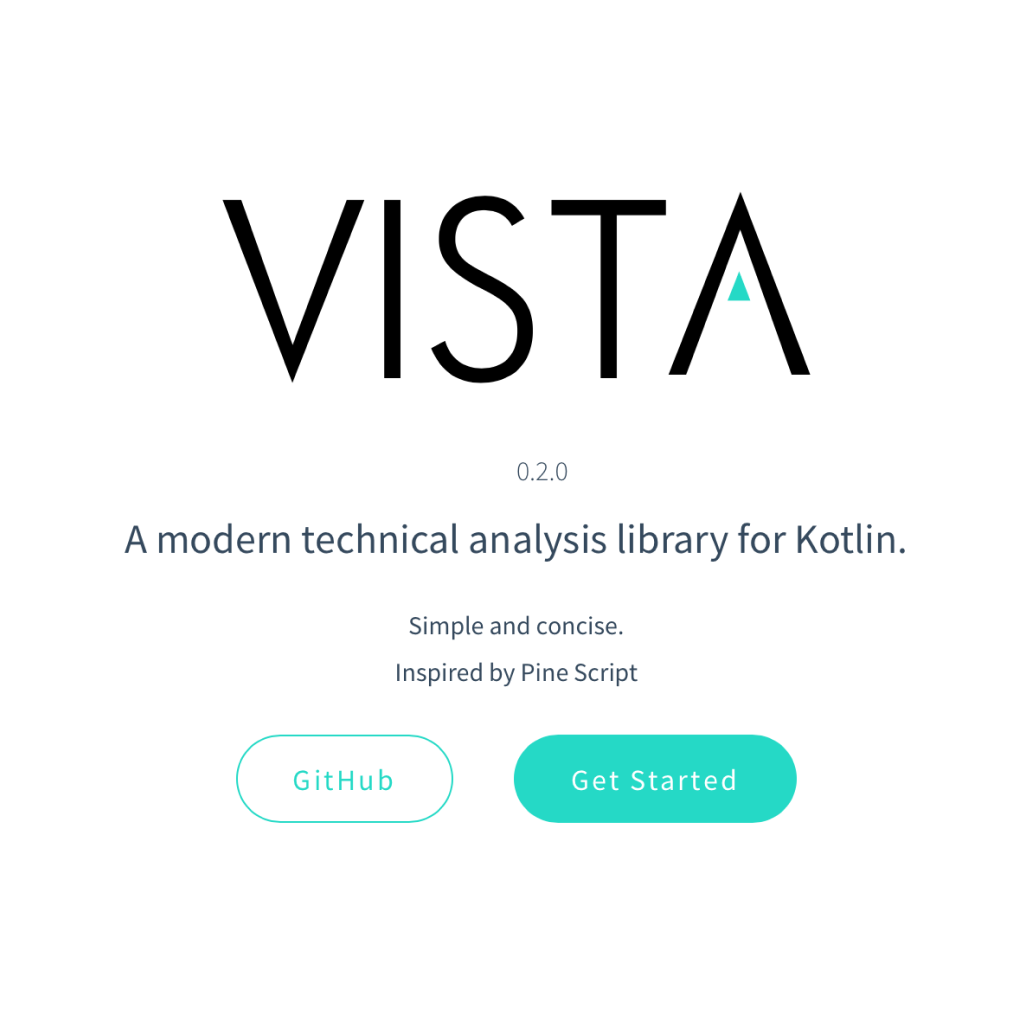 VISTA
0.2.0
A modern technical analysis library for Kotlin.
Simple and concise.
Inspired by Pine Script
GitHub
Get Started